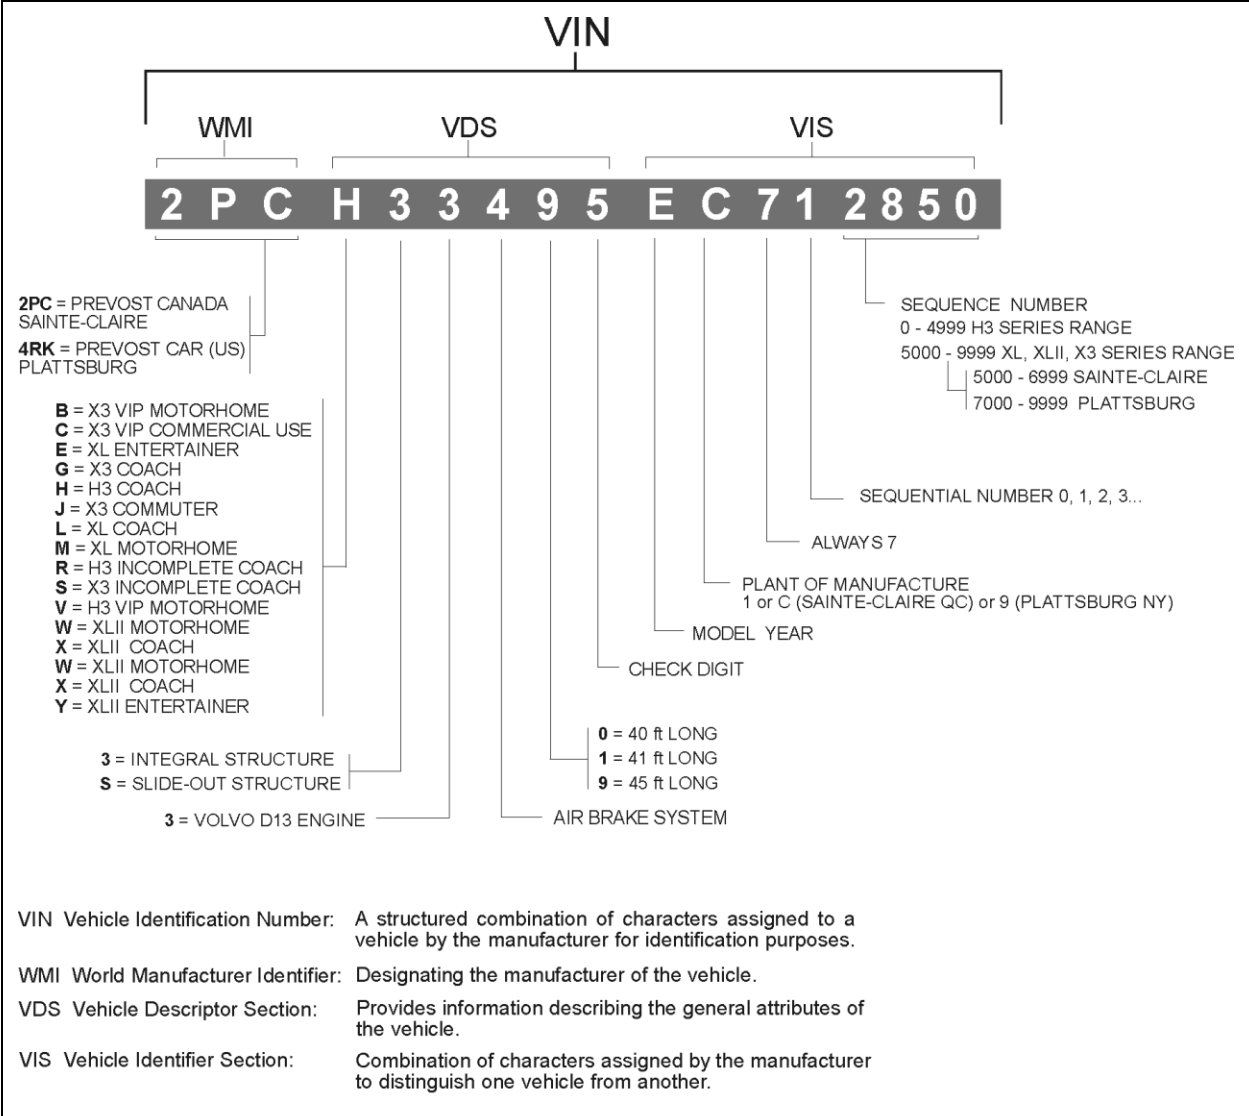 VIN
WMI
VDS
VIS
2 P C H 3 3 4 9 5 E C 7 1 2 8 5 0
2PC = PREVOST CANADA
SAINTE-CLAIRE
4RK = PREVOST CAR (US)
PLATTSBURG
SEQUENCE NUMBER
0 - 4999 H3 SERIES RANGE
5000 - 9999 XL, XLII, X3 SERIES RANGE
5000 - 6999 SAINTE-CLAIRE
7000 - 9999 PLATTSBURG
B = X3 VIP MOTORHOME
C = X3 VIP COMMERCIAL USE
E = XL ENTERTAINER
G = X3 COACH
H = H3 COACH
J = X3 COMMUTER
L = XL COACH
M = XL MOTORHOME
R = H3 INCOMPLETE COACH
S = X3 INCOMPLETE COACH
V = H3 VIP MOTORHOME
W = XLII MOTORHOME
X = XLII COACH
W = XLII MOTORHOME
X = XLII COACH
Y = XLII ENTERTAINER
SEQUENTIAL NUMBER 0, 1, 2, 3...
ALWAYS 7
PLANT OF MANUFACTURE
1 or C (SAINTE-CLAIRE QC) or 9 (PLATTSBURG NY)
MODEL YEAR
CHECK DIGIT
0 = 40 ft LONG
1 = 41 ft LONG
9 = 45 ft LONG
3 = INTEGRAL STRUCTURE
S = SLIDE-OUT STRUCTURE
3 = VOLVO D13 ENGINE
AIR BRAKE SYSTEM
VIN Vehicle Identification Number: A structured combination of characters assigned to a
vehicle by the manufacturer for identification purposes.
WMI World Manufacturer Identifier: Designating the manufacturer of the vehicle.
VDS Vehicle Descriptor Section: Provides information describing the general attributes of
the vehicle.
VIS Vehicle Identifier Section: Combination of characters assigned by the manufacturer
to distinguish one vehicle from another.